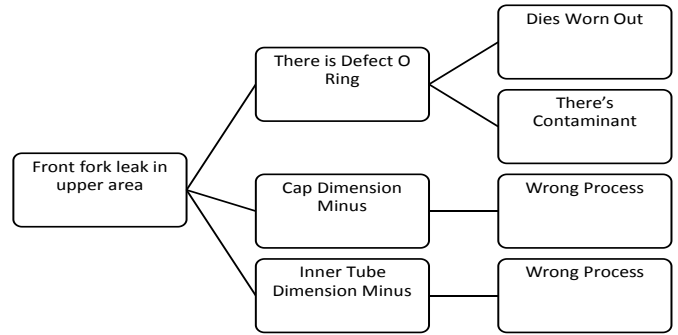 Dies Worn Out
There is Defect O
Ring
There's
Contaminant
Front fork leak in
upper area
Cap Dimension
Minus
Wrong Process
Inner Tube
Dimension Minus
Wrong Process